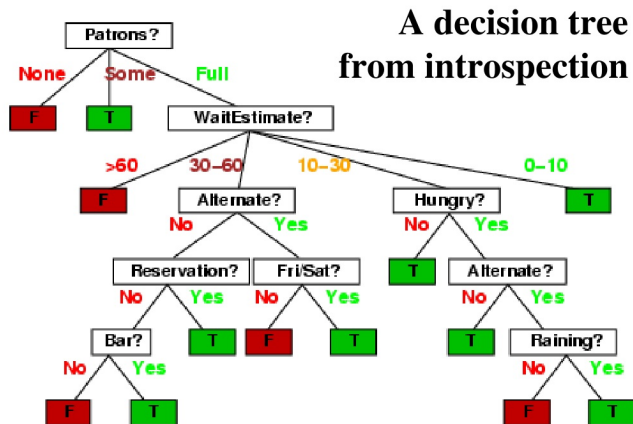 A decision tree
from introspection
Patrons?
None Some Full
F T WaitEstimate?
>60 30−60 10−30 0−10
F Alternate? Hungry? T
No Yes No Yes
Reservation? Fri/Sat? T Alternate?
No Yes No Yes No Yes
Bar? T F T T Raining?
No Yes No Yes
F T F T